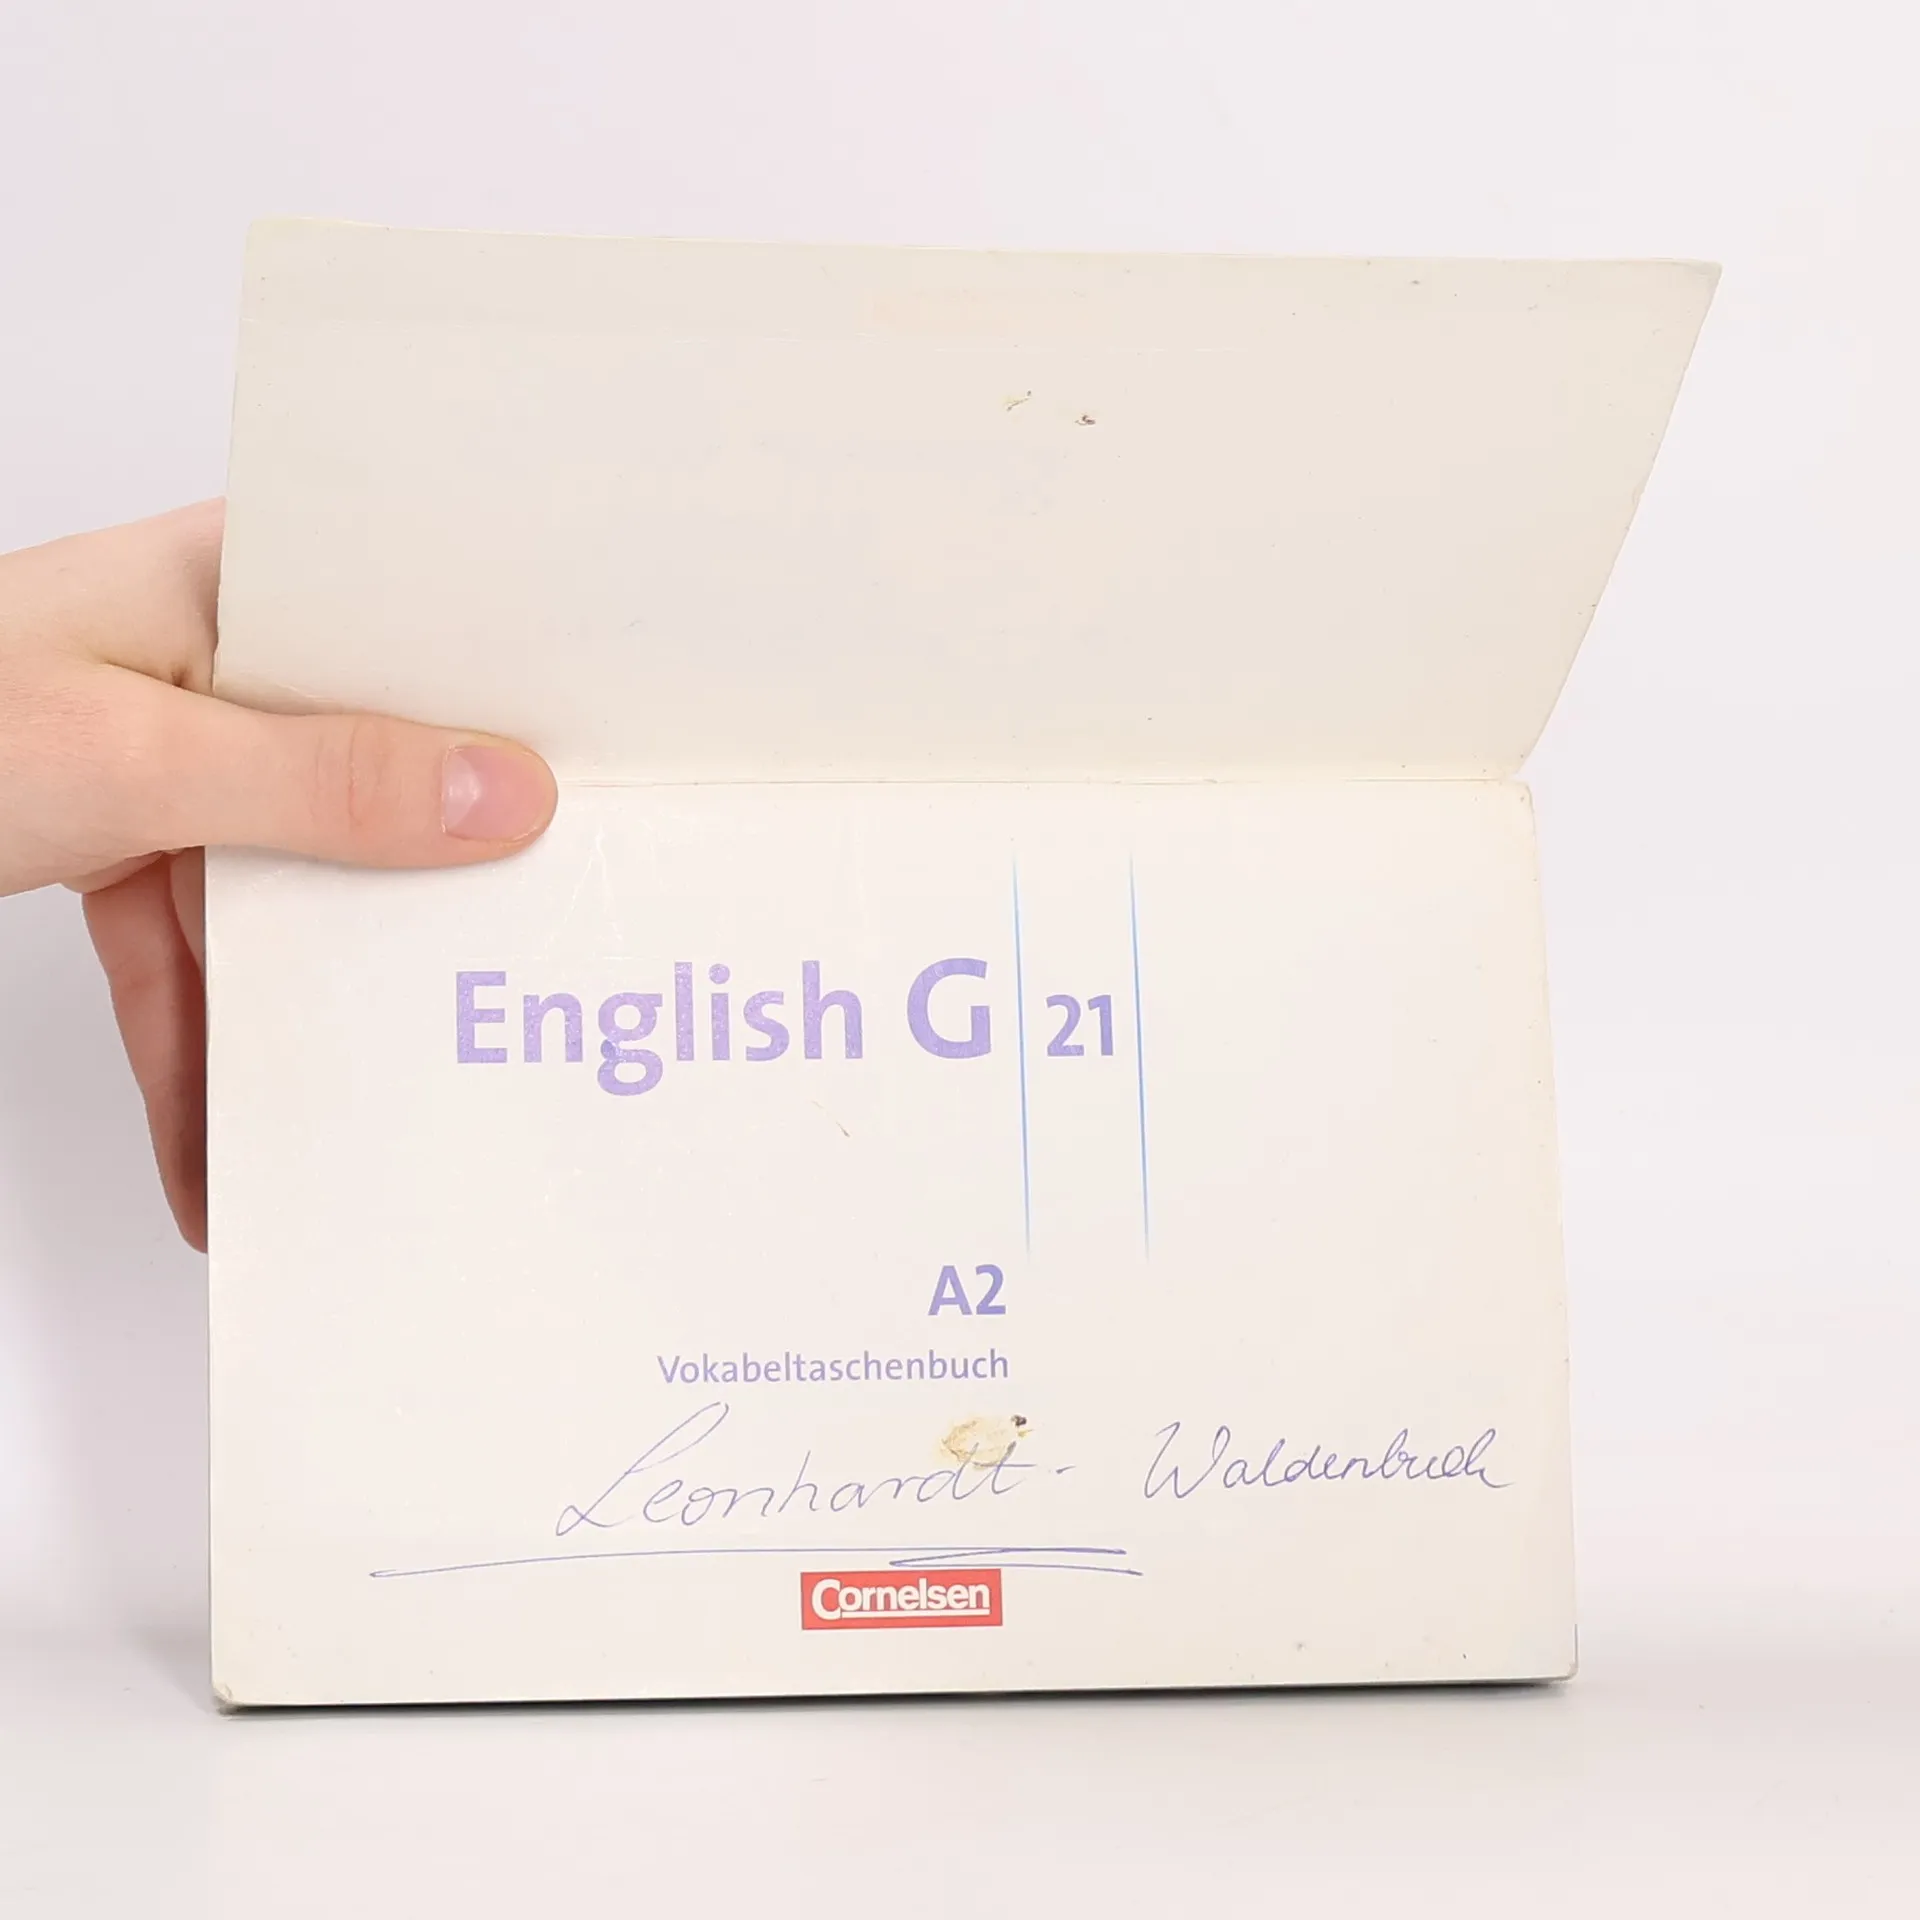 English G 21
A2
Vokabeltaschenbuch
Leonhardt - Waldenbuch
Cornelsen